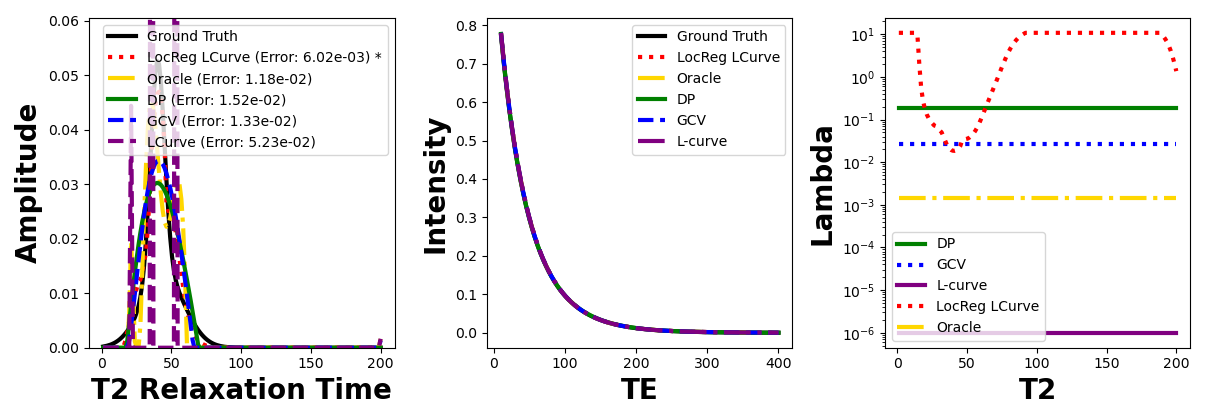 0.06
0.05
0.04
0.03
0.02
0.01
0.00
Amplitude
Ground Truth
LocReg LCurve (Error: 6.02e-03) *
Oracle (Error: 1.18e-02)
DP (Error: 1.52e-02)
GCV (Error: 1.33e-02)
LCurve (Error: 5.23e-02)
0 50 100 150 200
T2 Relaxation Time
0.8
0.7
0.6
0.5
0.4
0.3
0.2
0.1
0.0
Intensity
Ground Truth
LocReg LCurve
Oracle
DP
GCV
L-curve
0 100 200 300 400
TE
10^1
10^0
10^-1
10^-2
10^-3
10^-4
10^-5
10^-6
Lambda
DP
GCV
L-curve
LocReg LCurve
Oracle
0 50 100 150 200
T2